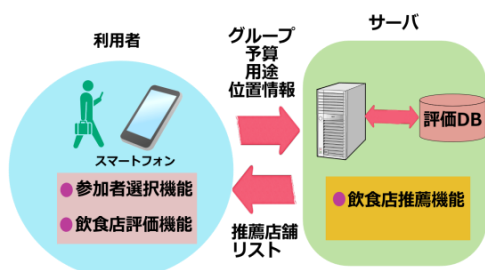 利用者
グループ
予算
用途
位置情報
サーバ
評価DB
スマートフォン
●参加者選択機能
●飲食店評価機能
●飲食店推薦機能
推薦店舗
リスト